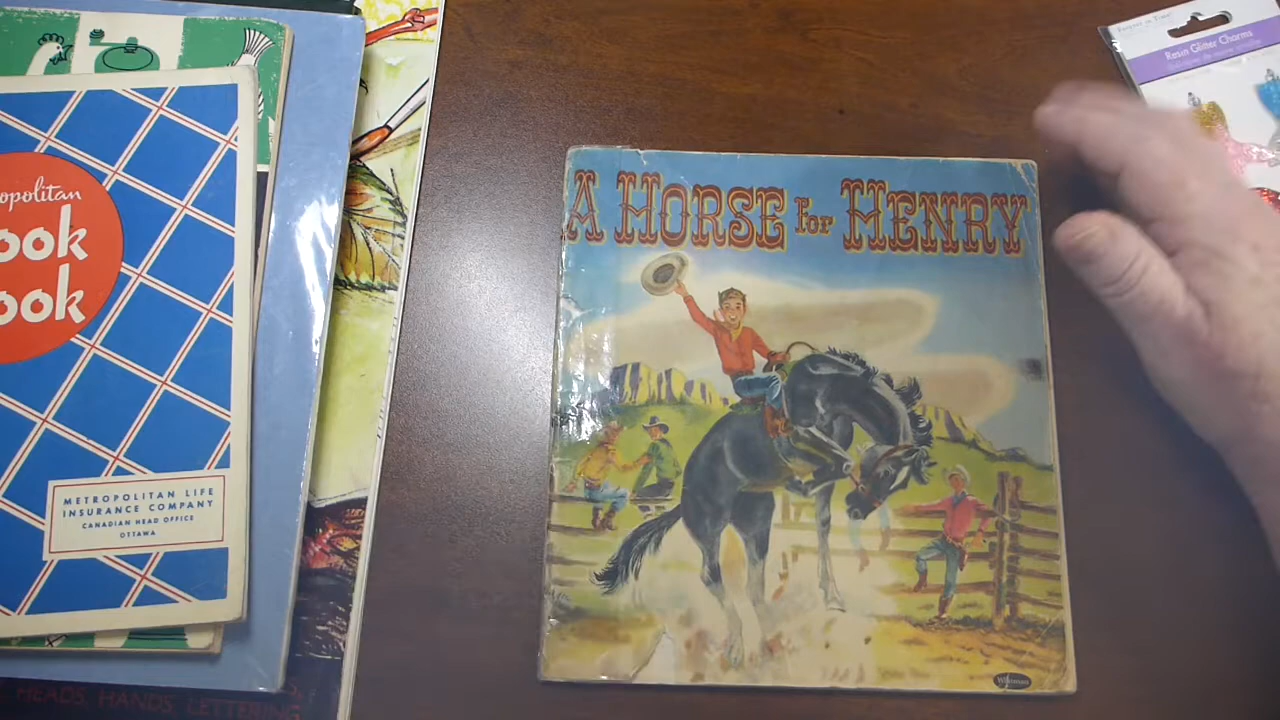 opolitan
ook
ook
METROPOLITAN LIFE
INSURANCE COMPANY
CANADIAN HEAD OFFICE
OTTAWA
HEADS, HANDS, LETTERING
A HORSE For HENRY
Whitman
Resin Glitter Charms